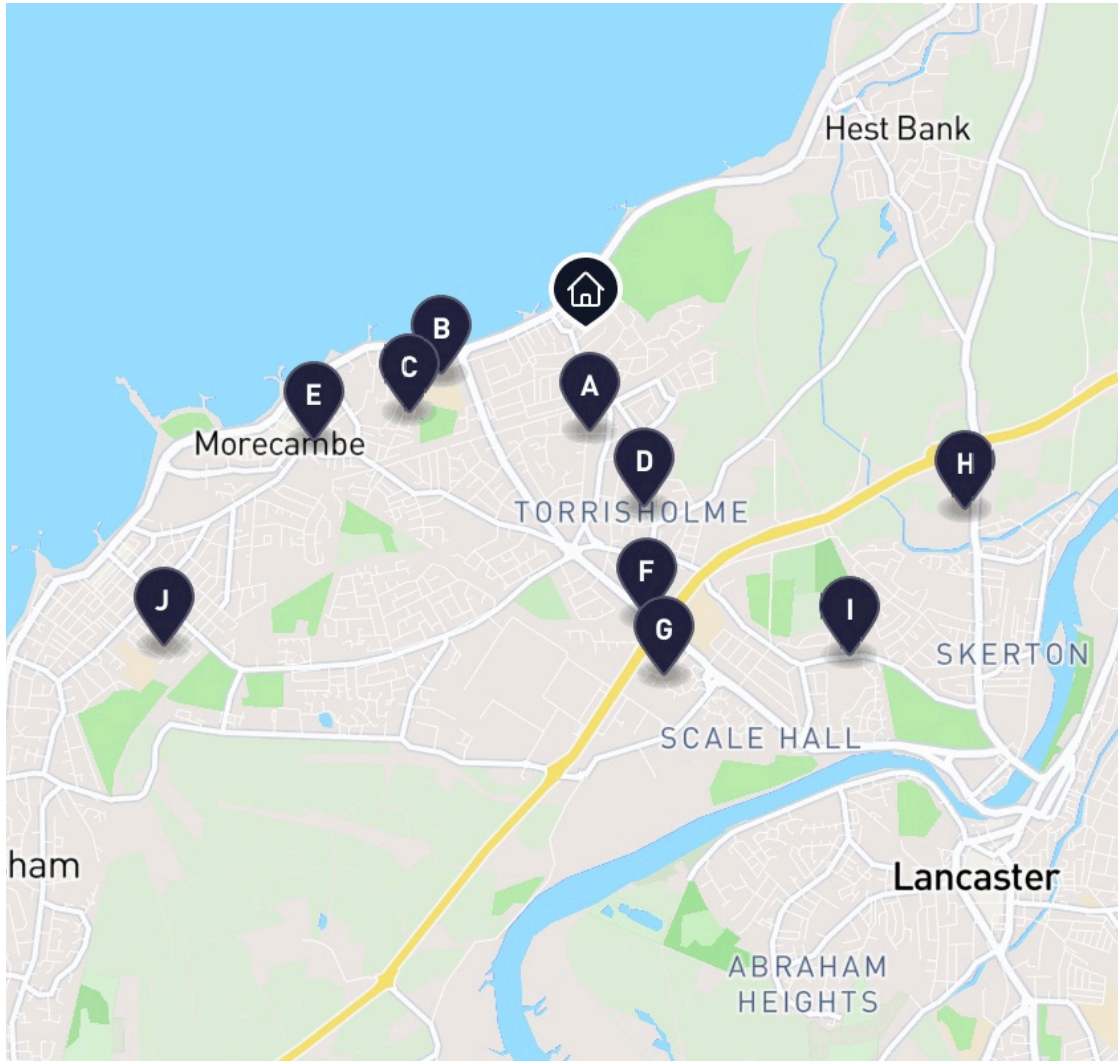 Hest Bank
B
C
A
E
Morecambe
D
H
TORRISHOLME
F
J
I
G
SKERTON
SCALE HALL
ham
Lancaster
ABRAHAM
HEIGHTS